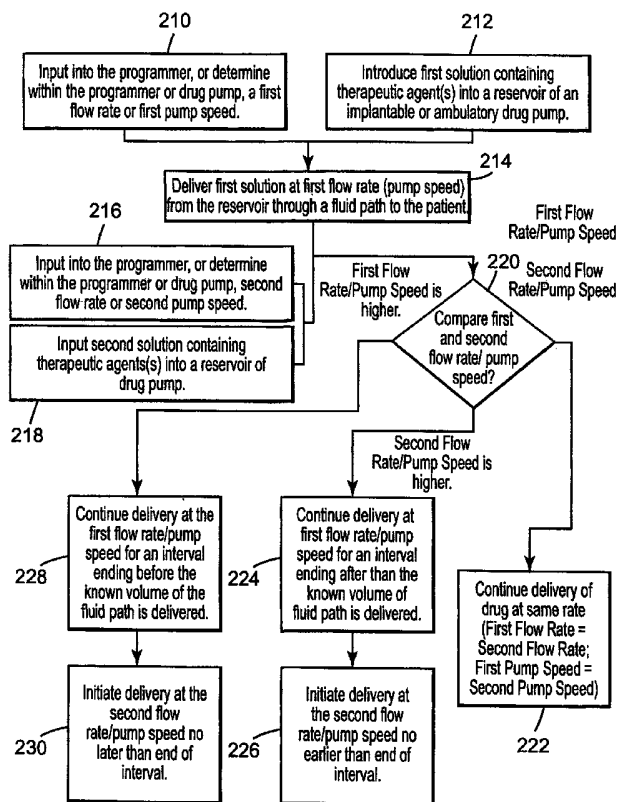 210
212
Input into the programmer, or determine
within the programmer or drug pump, a first
flow rate or first pump speed.
Introduce first solution containing
therapeutic agent(s) into a reservoir of an
implantable or ambulatory drug pump.
214
Deliver first solution at first flow rate (pump speed)
from the reservoir through a fluid path to the patient.
216
Input into the programmer, or determine
within the programmer or drug pump, second
flow rate or second pump speed.
Input second solution containing
therapeutic agents(s) into a reservoir of
drug pump.
218
First Flow
Rate/Pump Speed is
higher.
First Flow
Rate/Pump Speed
220
Second Flow
Rate/Pump Speed
Compare first
and second
flow rate/ pump
speed?
Second Flow
Rate/Pump Speed is
higher.
228
Continue delivery at the
first flow rate/pump
speed for an interval
ending before the
known volume of the
fluid path is delivered.
224
Continue delivery at
first flow rate/pump
speed for an interval
ending after than the
known volume of
fluid path is delivered.
Continue delivery of
drug at same rate
(First Flow Rate =
Second Flow Rate;
First Pump Speed =
Second Pump Speed)
222
230
Initiate delivery at the
second flow
rate/pump speed no
later than end of
interval.
226
Initiate delivery at
the second flow
rate/pump speed no
earlier than end of
interval.